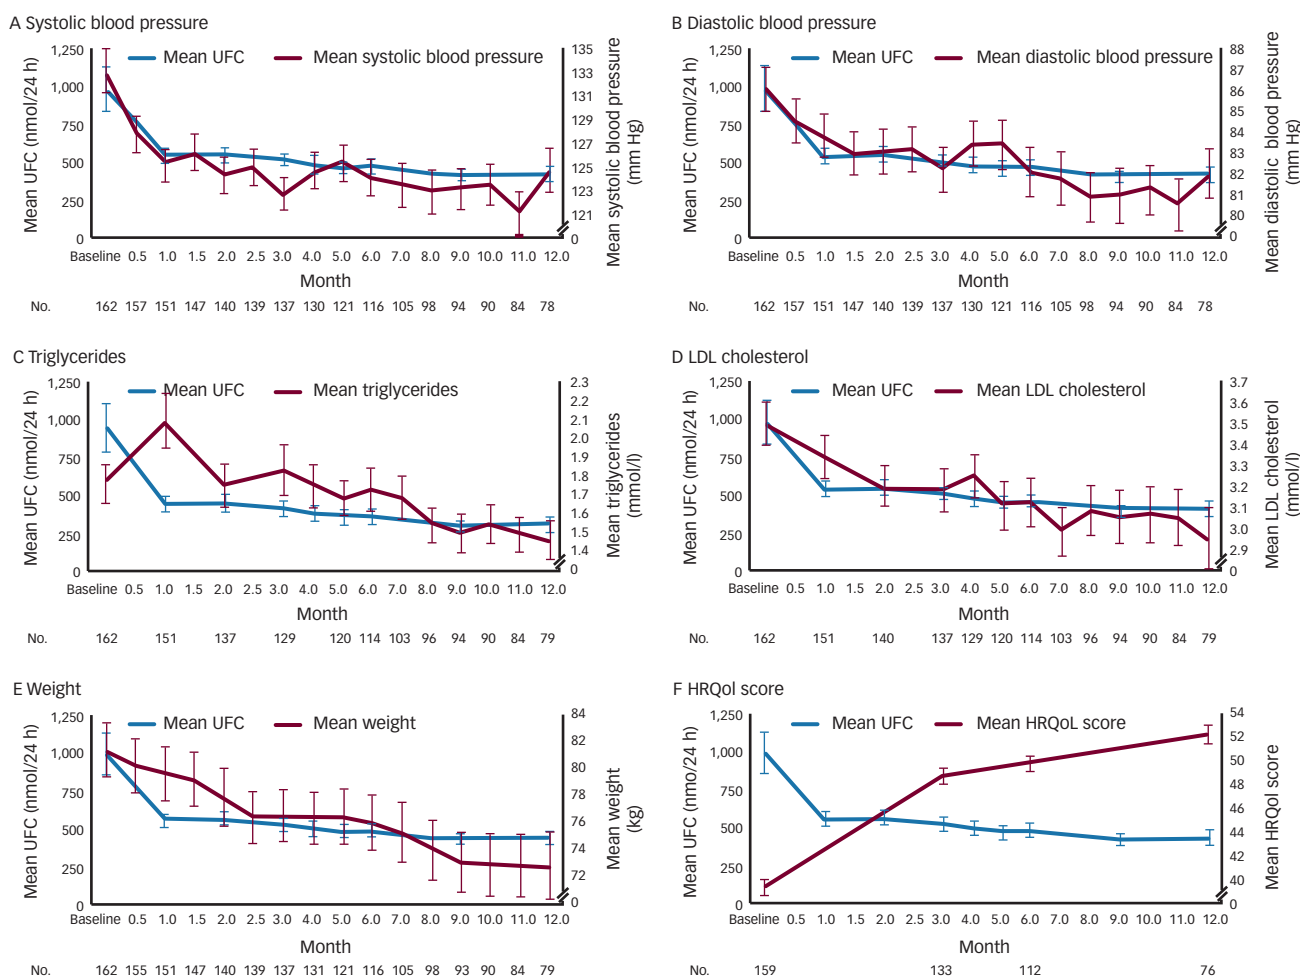 A Systolic blood pressure
Mean UFC
Mean systolic blood pressure
1,250
1,000
750
500
250
0
Mean UFC (nmol/24 h)
135
133
131
129
127
125
123
121
0
Mean systolic blood pressure
(mm Hg)
Baseline 0.5 1.0 1.5 2.0 2.5 3.0 4.0 5.0 6.0 7.0 8.0 9.0 10.0 11.0 12.0
Month
No. 162 157 151 147 140 139 137 130 121 116 105 98 94 90 84 78
B Diastolic blood pressure
Mean UFC
Mean diastolic blood pressure
1,250
1,000
750
500
250
0
Mean UFC (nmol/24 h)
88
87
86
85
84
83
82
81
80
0
Mean diastolic blood pressure
(mm Hg)
Baseline 0.5 1.0 1.5 2.0 2.5 3.0 4.0 5.0 6.0 7.0 8.0 9.0 10.0 11.0 12.0
Month
No. 162 157 151 147 140 139 137 130 121 116 105 98 94 90 84 78
C Triglycerides
Mean UFC
Mean triglycerides
1,250
1,000
750
500
250
0
Mean UFC (nmol/24 h)
2.3
2.2
2.1
2.0
1.9
1.8
1.7
1.6
1.5
1.4
0
Mean triglycerides
(mmol/l)
Baseline 0.5 1.0 1.5 2.0 2.5 3.0 4.0 5.0 6.0 7.0 8.0 9.0 10.0 11.0 12.0
Month
No. 162 151 137 129 120 114 103 96 94 90 84 79
D LDL cholesterol
Mean UFC
Mean LDL cholesterol
1,250
1,000
750
500
250
0
Mean UFC (nmol/24 h)
3.7
3.6
3.5
3.4
3.3
3.2
3.1
3.0
2.9
0
Mean LDL cholesterol
(mmol/L)
Baseline 0.5 1.0 1.5 2.0 2.5 3.0 4.0 5.0 6.0 7.0 8.0 9.0 10.0 11.0 12.0
Month
No. 162 151 140 137 129 120 114 103 96 94 90 84 79
E Weight
Mean UFC
Mean weight
1,250
1,000
750
500
250
0
Mean UFC (nmol/24 h)
84
82
80
78
76
74
72
0
Mean weight
(kg)
Baseline 0.5 1.0 1.5 2.0 2.5 3.0 4.0 5.0 6.0 7.0 8.0 9.0 10.0 11.0 12.0
Month
No. 162 155 151 147 140 139 137 131 121 116 105 98 93 90 84 79
F HRQol score
Mean UFC
Mean HRQoL score
1,250
1,000
750
500
250
0
Mean UFC (nmol/24 h)
54
52
50
48
46
44
42
40
0
Mean HRQol score
Baseline 0.5 1.0 1.5 2.0 2.5 3.0 4.0 5.0 6.0 7.0 8.0 9.0 10.0 11.0 12.0
Month
No. 159 133 112 76